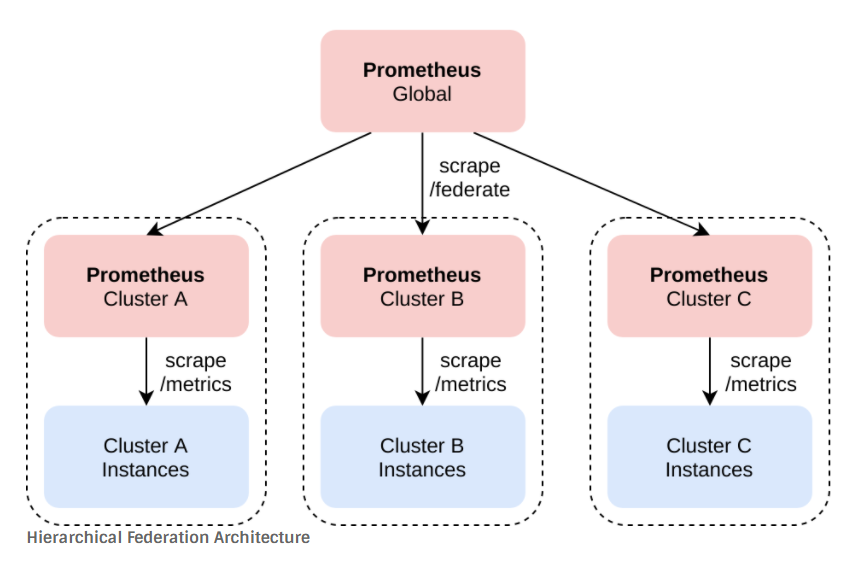 Prometheus
Global
scrape
/federate
Prometheus
Cluster A
Prometheus
Cluster B
Prometheus
Cluster C
scrape
/metrics
scrape
/metrics
scrape
/metrics
Cluster A
Instances
Cluster B
Instances
Cluster C
Instances
Hierarchical Federation Architecture